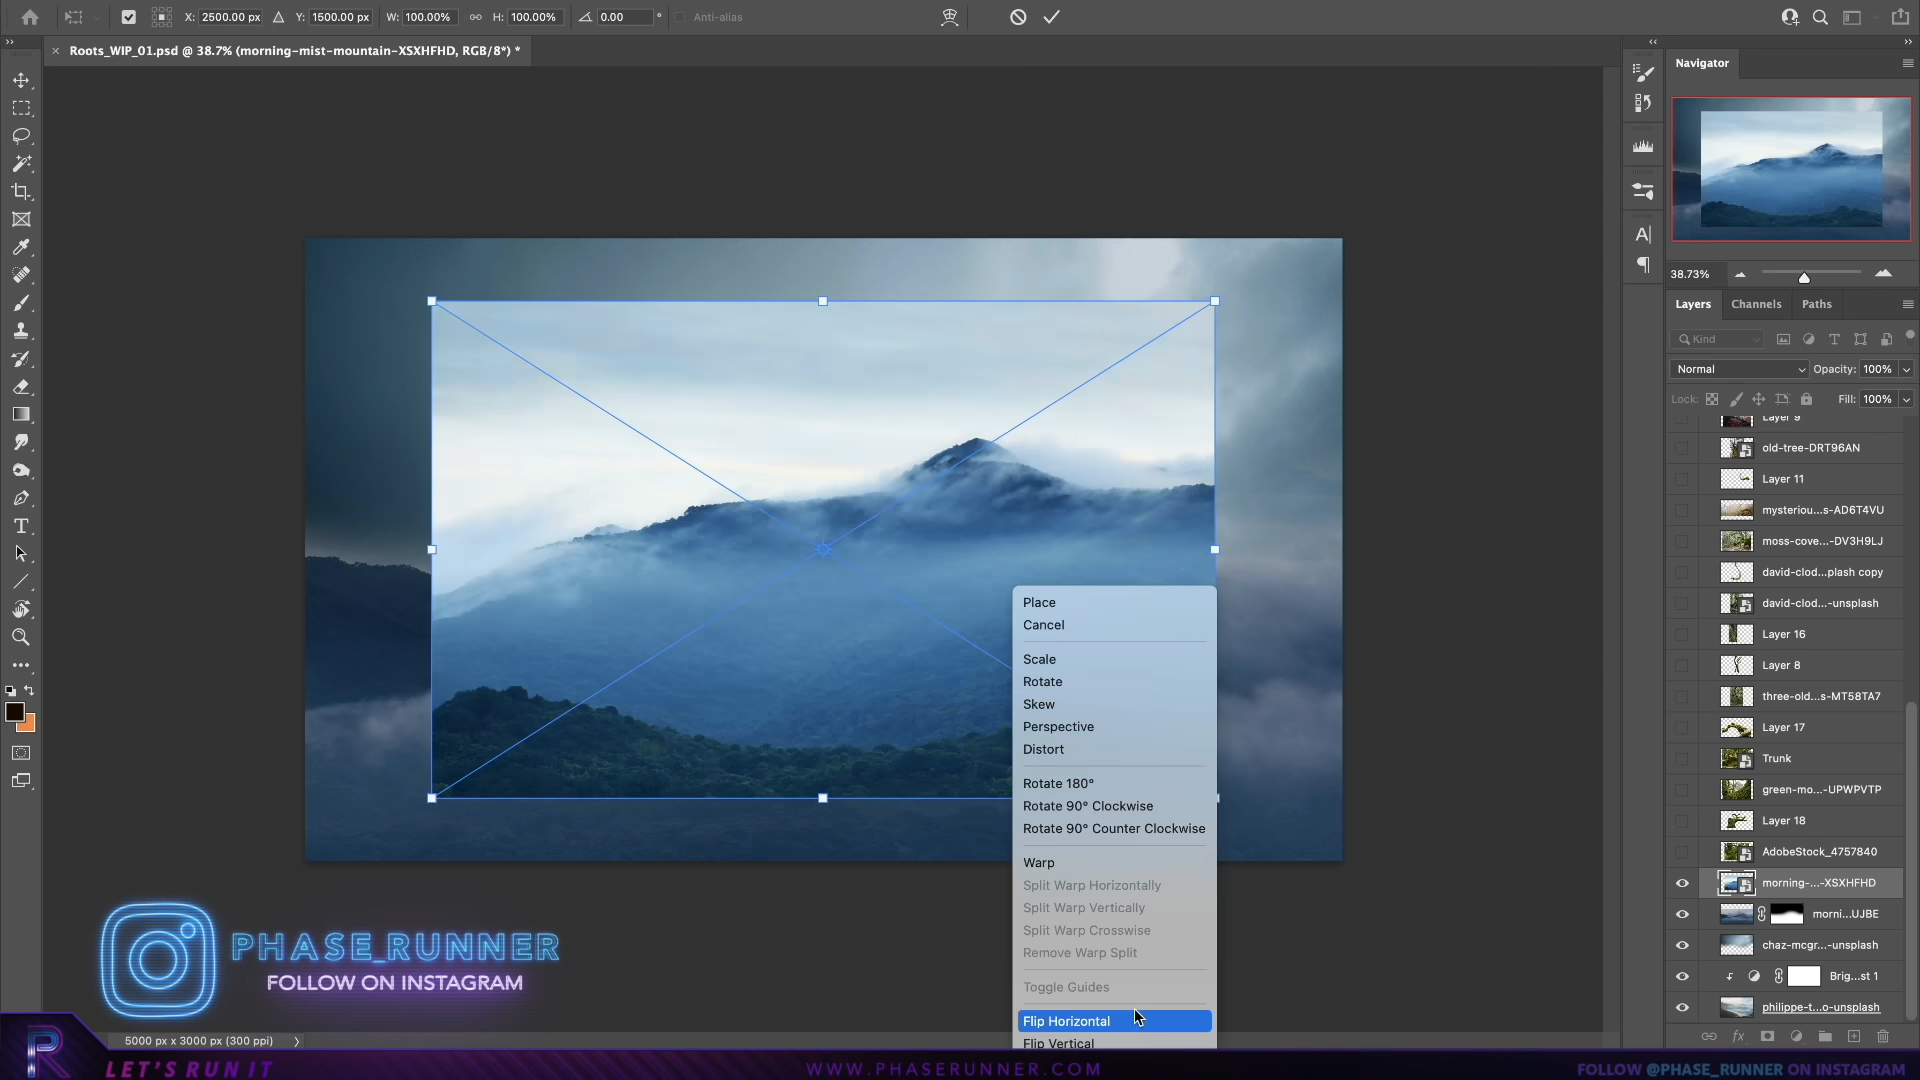 X: 2500.00 px Y: 1500.00 px W: 100.00% H: 100.00% 0.00 ° Anti-alias
Roots_WIP_01.psd @ 38.7% (morning-mist-mountain-XSXHFHD, RGB/8*) *
Navigator
38.73%
Layers Channels Paths
Kind
Normal Opacity: 100%
Lock: Fill: 100%
Layer 9
old-tree-DRT96AN
Layer 11
mysteriou...s-AD6T4VU
moss-cove...-DV3H9LJ
david-clod...plash copy
david-clod...-unsplash
Layer 16
Layer 8
three-old...s-MT58TA7
Layer 17
Trunk
green-mo...-UPWPVTP
Layer 18
AdobeStock_4757840
morning-...-XSXHFHD
morni...UJBE
chaz-mcgr...-unsplash
Brig...st 1
philippe-t...o-unsplash
Place
Cancel
Scale
Rotate
Skew
Perspective
Distort
Rotate 180°
Rotate 90° Clockwise
Rotate 90° Counter Clockwise
Warp
Split Warp Horizontally
Split Warp Vertically
Split Warp Crosswise
Remove Warp Split
Toggle Guides
Flip Horizontal
Flip Vertical
PHASE_RUNNER
FOLLOW ON INSTAGRAM
5000 px x 3000 px (300 ppi)
LET'S RUN IT
WWW.PHASERUNNER.COM
FOLLOW @PHASE_RUNNER ON INSTAGRAM